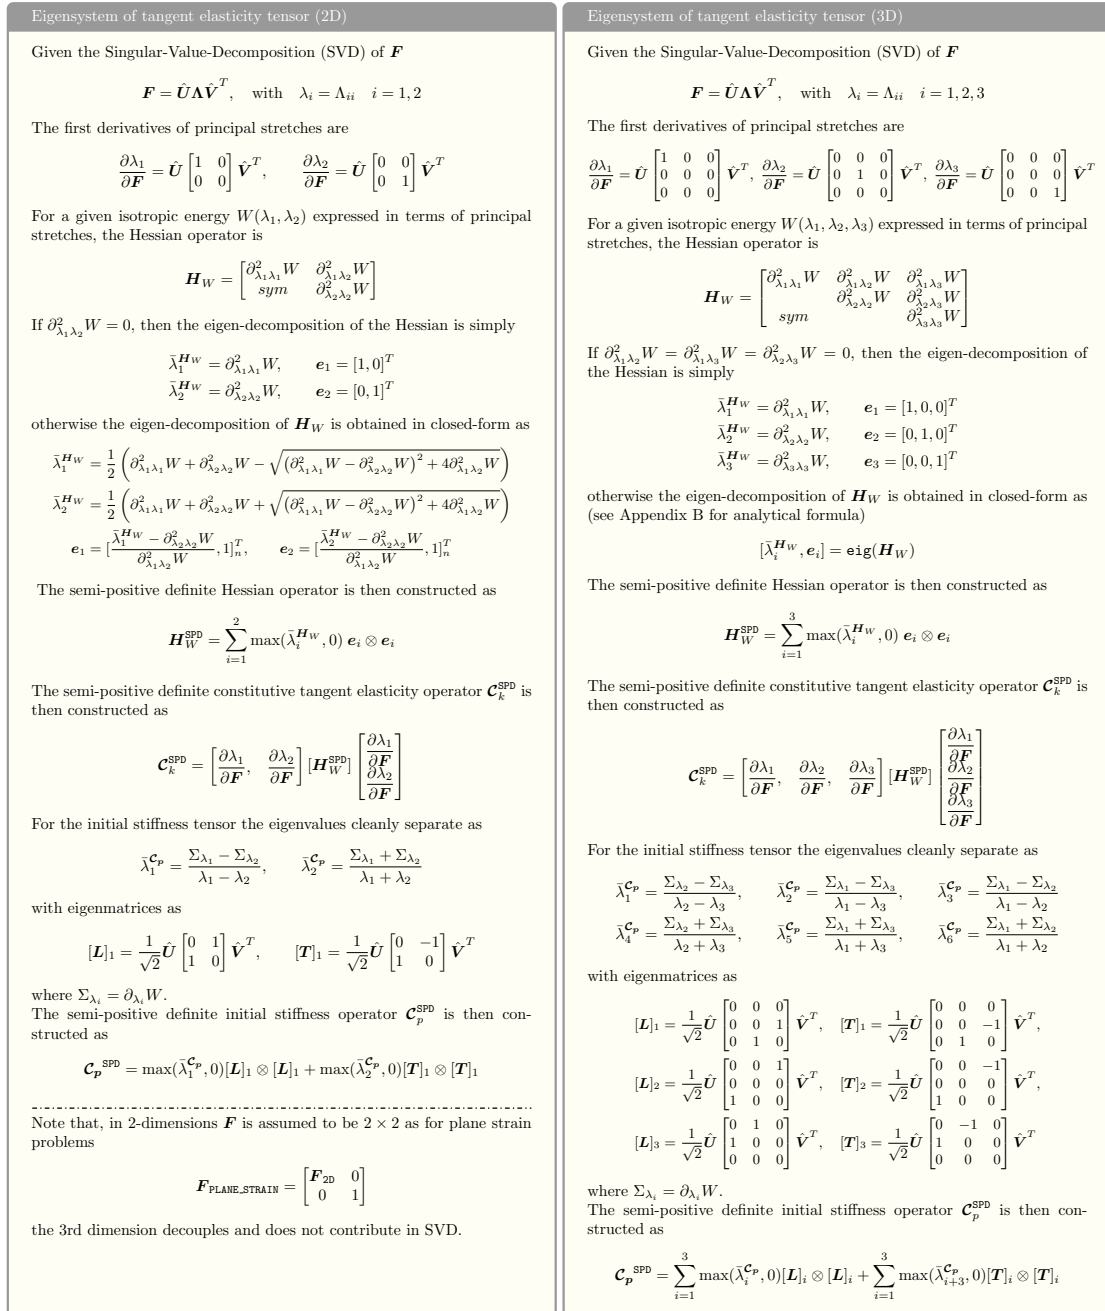 Eigensystem of tangent elasticity tensor (2D)
Given the Singular-Value-Decomposition (SVD) of F
F = ÛΛV̂^T, with λ_i = Λ_ii i = 1, 2
The first derivatives of principal stretches are
∂λ_1/∂F = Û [1 0; 0 0] V̂^T, ∂λ_2/∂F = Û [0 0; 0 1] V̂^T
For a given isotropic energy W(λ_1, λ_2) expressed in terms of principal
stretches, the Hessian operator is
H_W = [∂²_{λ_1λ_1}W ∂²_{λ_1λ_2}W; sym ∂²_{λ_2λ_2}W]
If ∂²_{λ_1λ_2}W = 0, then the eigen-decomposition of the Hessian is simply
λ̄_1^{H_W} = ∂²_{λ_1λ_1}W, e_1 = [1, 0]^T
λ̄_2^{H_W} = ∂²_{λ_2λ_2}W, e_2 = [0, 1]^T
otherwise the eigen-decomposition of H_W is obtained in closed-form as
λ̄_1^{H_W} = 1/2 (∂²_{λ_1λ_1}W + ∂²_{λ_2λ_2}W − √((∂²_{λ_1λ_1}W − ∂²_{λ_2λ_2}W)² + 4∂²_{λ_1λ_2}W))
λ̄_2^{H_W} = 1/2 (∂²_{λ_1λ_1}W + ∂²_{λ_2λ_2}W + √((∂²_{λ_1λ_1}W − ∂²_{λ_2λ_2}W)² + 4∂²_{λ_1λ_2}W))
e_1 = [(λ̄_1^{H_W} − ∂²_{λ_2λ_2}W)/(∂²_{λ_1λ_2}W), 1]_n^T, e_2 = [(λ̄_2^{H_W} − ∂²_{λ_2λ_2}W)/(∂²_{λ_1λ_2}W), 1]_n^T
The semi-positive definite Hessian operator is then constructed as
H_W^SPD = Σ_{i=1}^{2} max(λ̄_i^{H_W}, 0) e_i ⊗ e_i
The semi-positive definite constitutive tangent elasticity operator C_k^SPD is
then constructed as
C_k^SPD = [∂λ_1/∂F, ∂λ_2/∂F] [H_W^SPD] [∂λ_1/∂F; ∂λ_2/∂F]
For the initial stiffness tensor the eigenvalues cleanly separate as
λ̄_1^{C_p} = (Σ_{λ_1} − Σ_{λ_2})/(λ_1 − λ_2), λ̄_2^{C_p} = (Σ_{λ_1} + Σ_{λ_2})/(λ_1 + λ_2)
with eigenmatrices as
[L]_1 = 1/√2 Û [0 1; 1 0] V̂^T, [T]_1 = 1/√2 Û [0 −1; 1 0] V̂^T
where Σ_{λ_i} = ∂_{λ_i}W.
The semi-positive definite initial stiffness operator C_p^SPD is then con-
structed as
C_p^SPD = max(λ̄_1^{C_p}, 0)[L]_1 ⊗ [L]_1 + max(λ̄_2^{C_p}, 0)[T]_1 ⊗ [T]_1
Note that, in 2-dimensions F is assumed to be 2 × 2 as for plane strain
problems
F_PLANE_STRAIN = [F_2D 0; 0 1]
the 3rd dimension decouples and does not contribute in SVD.
Eigensystem of tangent elasticity tensor (3D)
Given the Singular-Value-Decomposition (SVD) of F
F = ÛΛV̂^T, with λ_i = Λ_ii i = 1, 2, 3
The first derivatives of principal stretches are
∂λ_1/∂F = Û [1 0 0; 0 0 0; 0 0 0] V̂^T, ∂λ_2/∂F = Û [0 0 0; 0 1 0; 0 0 0] V̂^T, ∂λ_3/∂F = Û [0 0 0; 0 0 0; 0 0 1] V̂^T
For a given isotropic energy W(λ_1, λ_2, λ_3) expressed in terms of principal
stretches, the Hessian operator is
H_W = [∂²_{λ_1λ_1}W ∂²_{λ_1λ_2}W ∂²_{λ_1λ_3}W; ∂²_{λ_2λ_2}W ∂²_{λ_2λ_3}W; sym ∂²_{λ_3λ_3}W]
If ∂²_{λ_1λ_2}W = ∂²_{λ_1λ_3}W = ∂²_{λ_2λ_3}W = 0, then the eigen-decomposition of
the Hessian is simply
λ̄_1^{H_W} = ∂²_{λ_1λ_1}W, e_1 = [1, 0, 0]^T
λ̄_2^{H_W} = ∂²_{λ_2λ_2}W, e_2 = [0, 1, 0]^T
λ̄_3^{H_W} = ∂²_{λ_3λ_3}W, e_3 = [0, 0, 1]^T
otherwise the eigen-decomposition of H_W is obtained in closed-form as
(see Appendix B for analytical formula)
[λ̄_i^{H_W}, e_i] = eig(H_W)
The semi-positive definite Hessian operator is then constructed as
H_W^SPD = Σ_{i=1}^{3} max(λ̄_i^{H_W}, 0) e_i ⊗ e_i
The semi-positive definite constitutive tangent elasticity operator C_k^SPD is
then constructed as
C_k^SPD = [∂λ_1/∂F, ∂λ_2/∂F, ∂λ_3/∂F] [H_W^SPD] [∂λ_1/∂F; ∂λ_2/∂F; ∂λ_3/∂F]
For the initial stiffness tensor the eigenvalues cleanly separate as
λ̄_1^{C_p} = (Σ_{λ_2} − Σ_{λ_3})/(λ_2 − λ_3), λ̄_2^{C_p} = (Σ_{λ_1} − Σ_{λ_3})/(λ_1 − λ_3), λ̄_3^{C_p} = (Σ_{λ_1} − Σ_{λ_2})/(λ_1 − λ_2)
λ̄_4^{C_p} = (Σ_{λ_2} + Σ_{λ_3})/(λ_2 + λ_3), λ̄_5^{C_p} = (Σ_{λ_1} + Σ_{λ_3})/(λ_1 + λ_3), λ̄_6^{C_p} = (Σ_{λ_1} + Σ_{λ_2})/(λ_1 + λ_2)
with eigenmatrices as
[L]_1 = 1/√2 Û [0 0 0; 0 0 1; 0 1 0] V̂^T, [T]_1 = 1/√2 Û [0 0 0; 0 0 −1; 0 1 0] V̂^T,
[L]_2 = 1/√2 Û [0 0 1; 0 0 0; 1 0 0] V̂^T, [T]_2 = 1/√2 Û [0 0 −1; 0 0 0; 1 0 0] V̂^T,
[L]_3 = 1/√2 Û [0 1 0; 1 0 0; 0 0 0] V̂^T, [T]_3 = 1/√2 Û [0 −1 0; 1 0 0; 0 0 0] V̂^T
where Σ_{λ_i} = ∂_{λ_i}W.
The semi-positive definite initial stiffness operator C_p^SPD is then con-
structed as
C_p^SPD = Σ_{i=1}^{3} max(λ̄_i^{C_p}, 0)[L]_i ⊗ [L]_i + Σ_{i=1}^{3} max(λ̄_{i+3}^{C_p}, 0)[T]_i ⊗ [T]_i